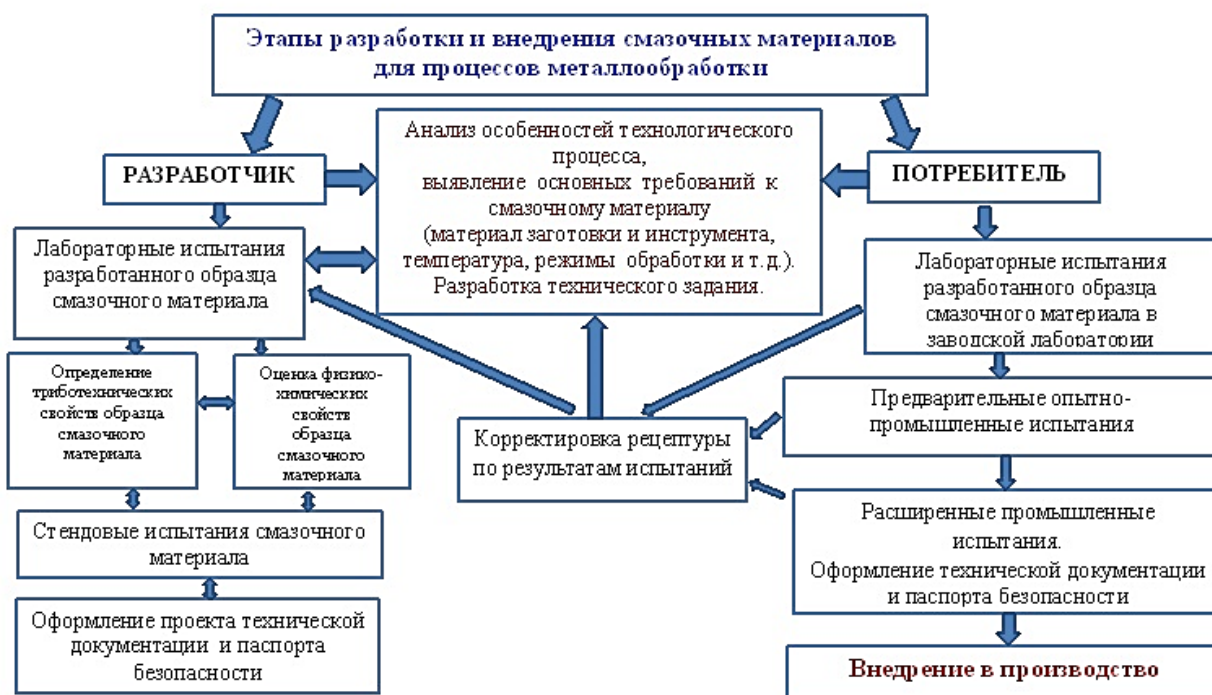 Этапы разработки и внедрения смазочных материалов
для процессов металлообработки
РАЗРАБОТЧИК
Анализ особенностей технологического
процесса,
выявление основных требований к
смазочному материалу
(материал заготовки и инструмента,
температура, режимы обработки и т.д.).
Разработка технического задания.
ПОТРЕБИТЕЛЬ
Лабораторные испытания
разработанного образца
смазочного материала
Лабораторные испытания
разработанного образца
смазочного материала в
заводской лаборатории
Определение
триботехнических
свойств образца
смазочного
материала
Оценка физико-
химических
свойств
образца
смазочного
материала
Корректировка рецептуры
по результатам испытаний
Предварительные опытно-
промышленные испытания
Стендовые испытания смазочного
материала
Расширенные промышленные
испытания.
Оформление технической документации
и паспорта безопасности
Оформление проекта технической
документации и паспорта
безопасности
Внедрение в производство